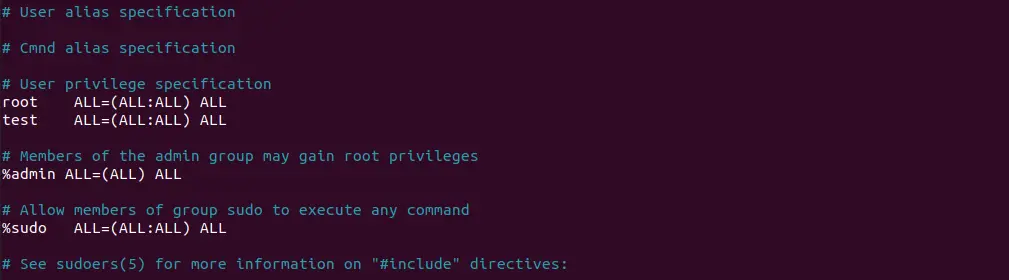 # User alias specification
# Cmnd alias specification
# User privilege specification
root    ALL=(ALL:ALL) ALL
test    ALL=(ALL:ALL) ALL
# Members of the admin group may gain root privileges
%admin ALL=(ALL) ALL
# Allow members of group sudo to execute any command
%sudo   ALL=(ALL:ALL) ALL
# See sudoers(5) for more information on "#include" directives: